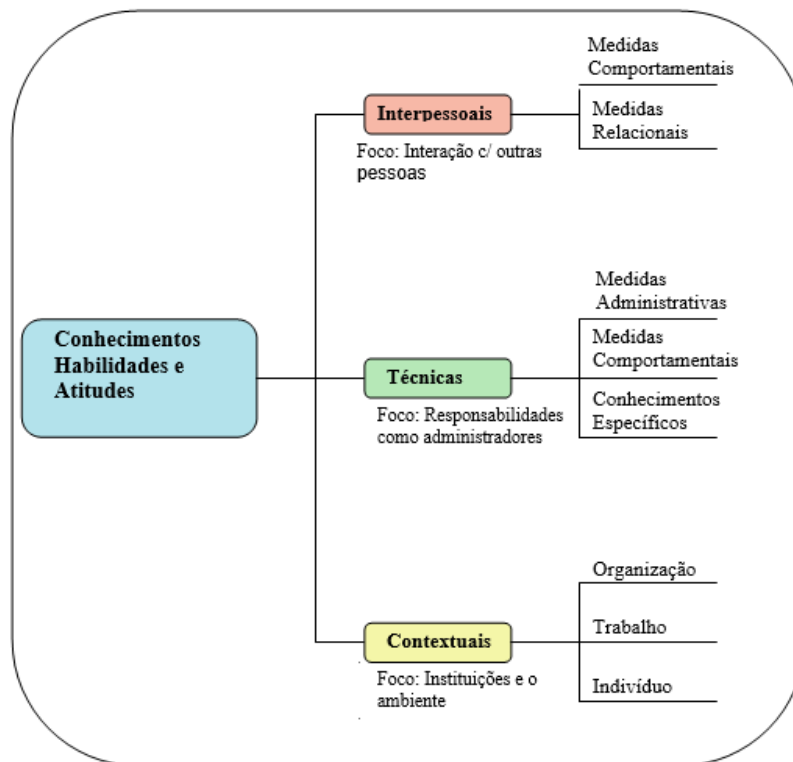 Medidas
Comportamentais
Interpessoais
Medidas
Relacionais
Foco: Interação c/ outras
pessoas
Medidas
Administrativas
Conhecimentos
Habilidades e
Atitudes
Técnicas
Medidas
Comportamentais
Foco: Responsabilidades
como administradores
Conhecimentos
Específicos
Organização
Contextuais
Trabalho
Foco: Instituições e o
ambiente
Indivíduo